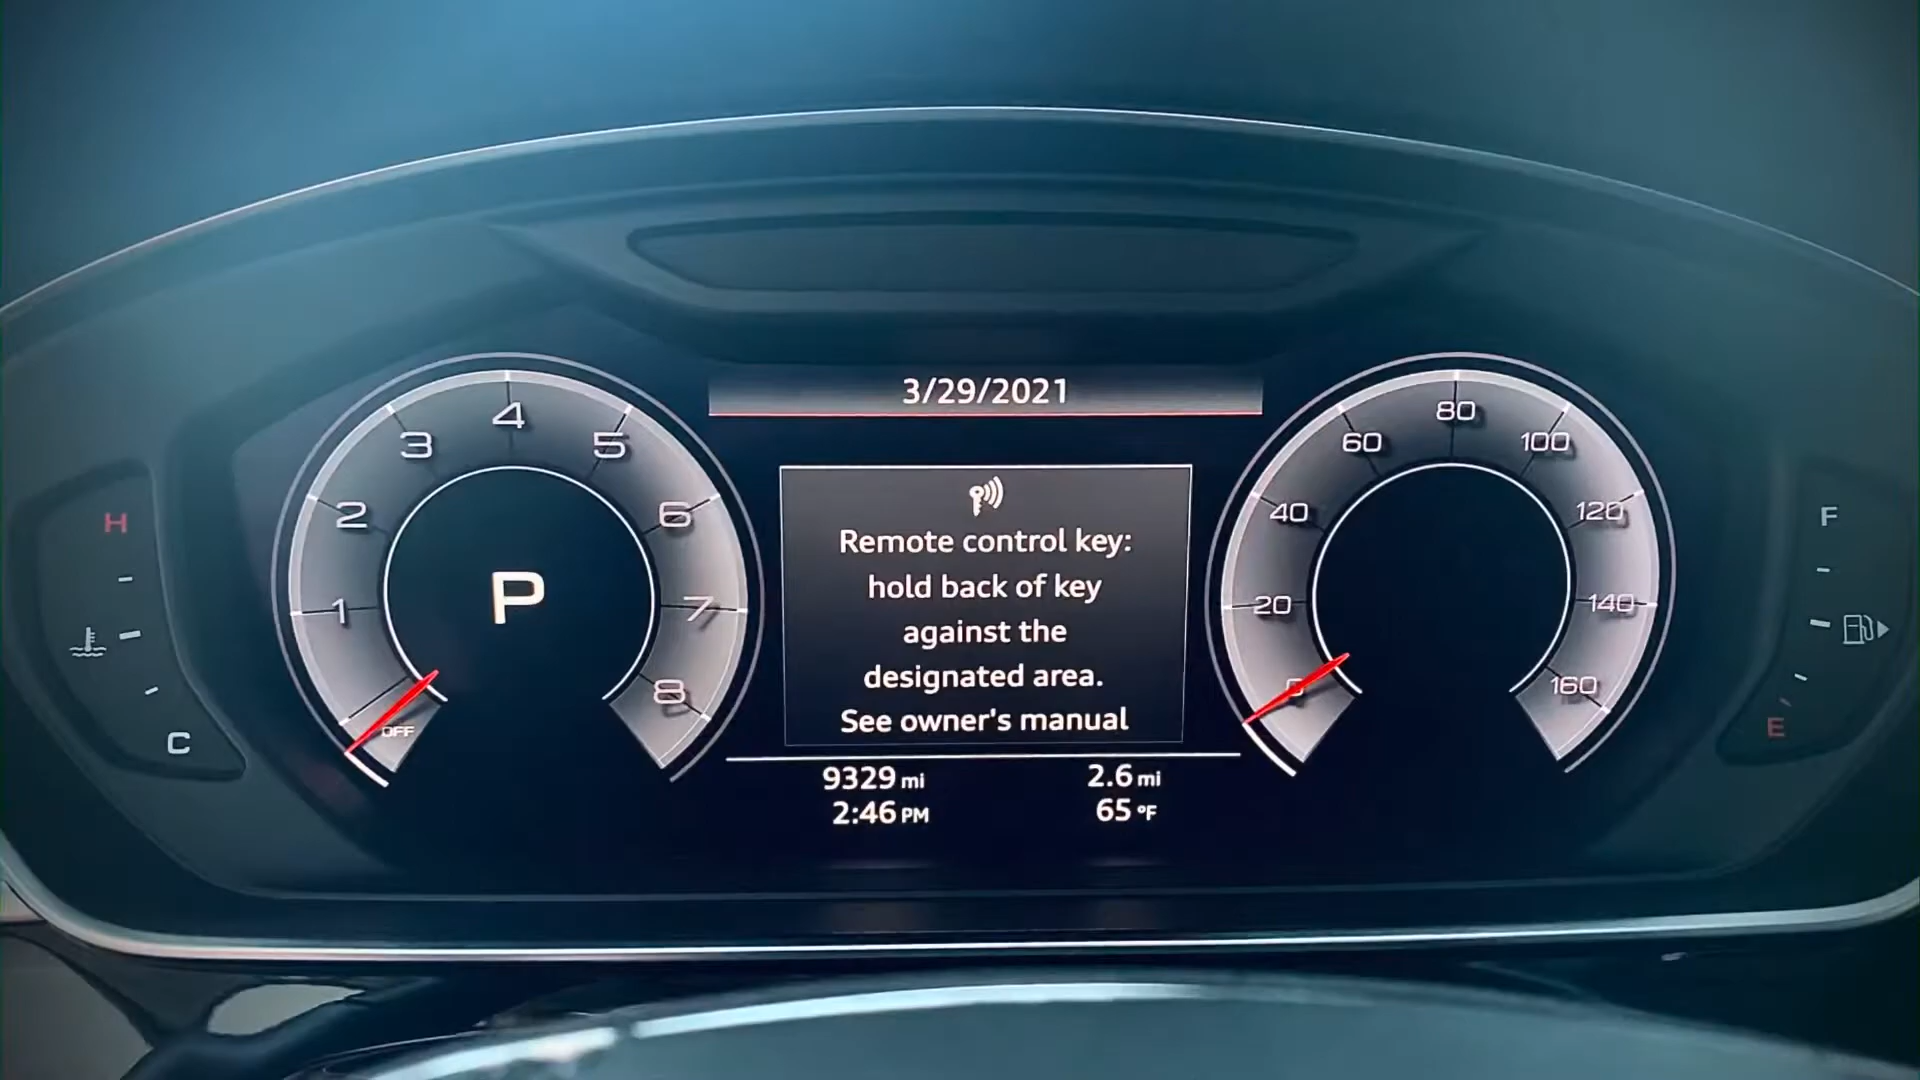 3/29/2021
H
C
OFF
1
2
3
4
5
6
7
8
P
Remote control key:
hold back of key
against the
designated area.
See owner's manual
9329 mi
2.6 mi
2:46 PM
65 °F
0
20
40
60
80
100
120
140
160
F
E